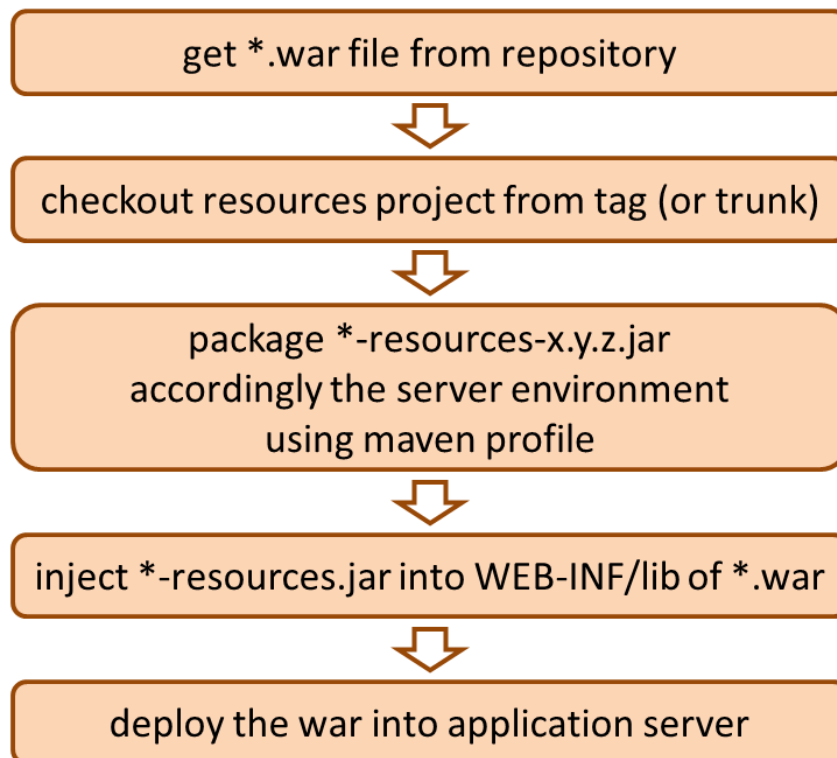 get *.war file from repository
checkout resources project from tag (or trunk)
package *-resources-x.y.z.jar
accordingly the server environment
using maven profile
inject *-resources.jar into WEB-INF/lib of *.war
deploy the war into application server